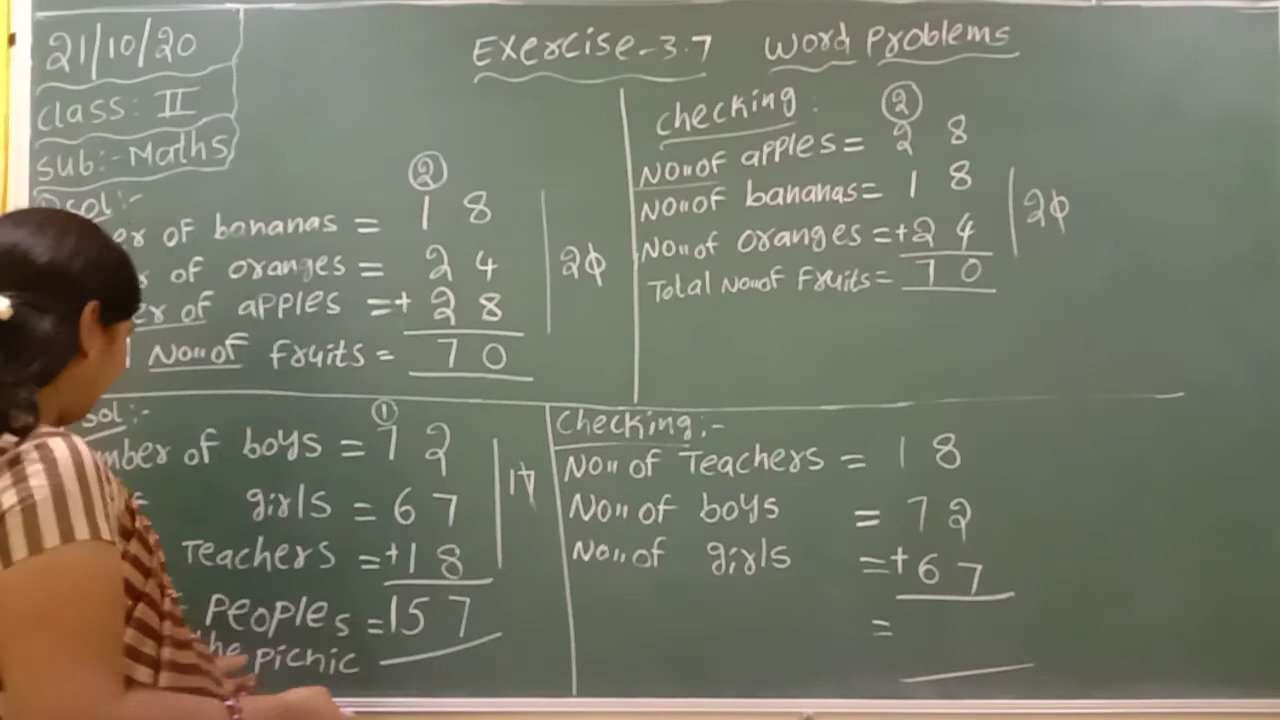 21/10/20
Class: II
Sub:- Maths
Exercise-3.7 Word Problems
sol:-
②
er of bananas = 1 8
of oranges = 2 4
er of apples =+ 2 8
No.of fruits = 7 0
20
Checking:
②
No.of apples = 2 8
No.of bananas= 1 8
No.of oranges =+2 4
Total No.of Fruits= 7 0
20
sol:-
①
mber of boys = 7 2
girls = 6 7
Teachers =+1 8
Peoples =15 7
the picnic
17
Checking:-
No. of Teachers = 1 8
No. of boys = 7 2
No. of girls =+6 7
=